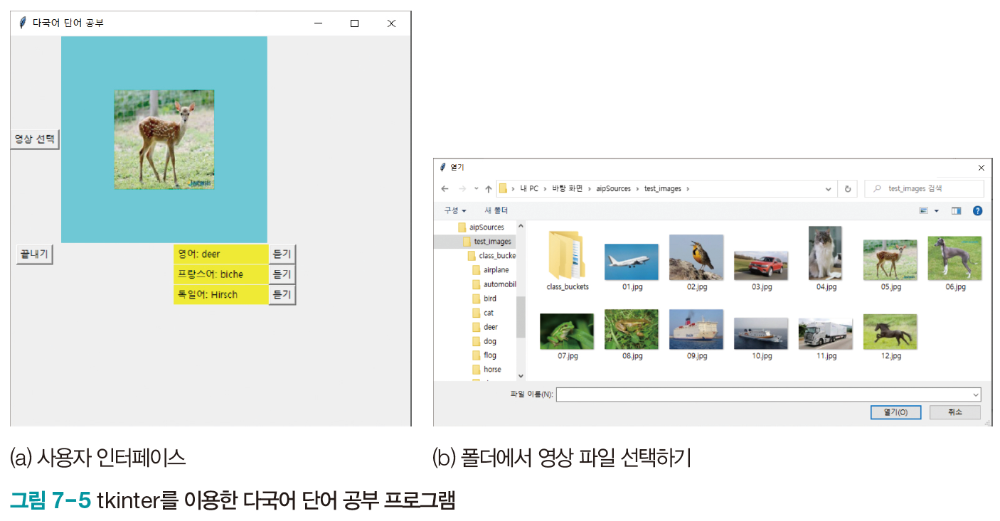 다국어 단어 공부
영상 선택
끝내기
영어: deer
듣기
프랑스어: biche
듣기
독일어: Hirsch
듣기
(a) 사용자 인터페이스
열기
내 PC › 바탕 화면 › aipSources › test_images ›
test_images 검색
구성
새 폴더
aipSources
test_images
class_bucke
airplane
automobil
bird
cat
deer
dog
flog
horse
class_buckets
01.jpg
02.jpg
03.jpg
04.jpg
05.jpg
06.jpg
07.jpg
08.jpg
09.jpg
10.jpg
11.jpg
12.jpg
파일 이름(N):
열기(O)
취소
(b) 폴더에서 영상 파일 선택하기
그림 7-5 tkinter를 이용한 다국어 단어 공부 프로그램